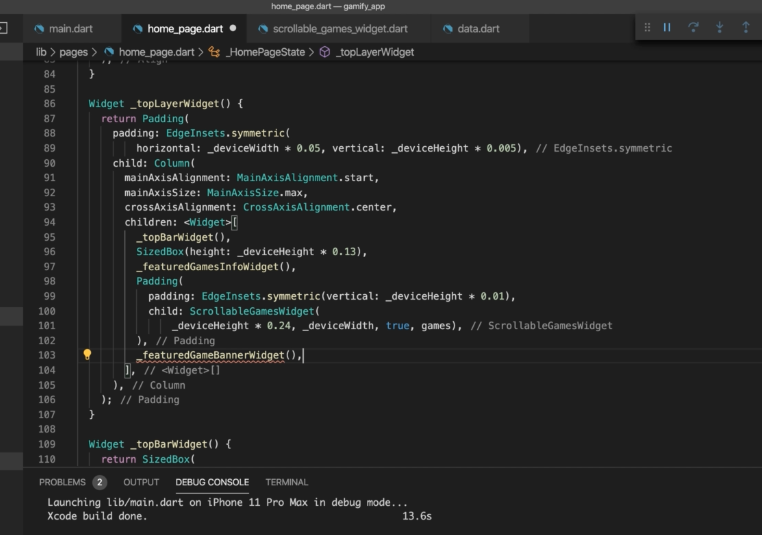 home_page.dart — gamify_app
main.dart
home_page.dart
scrollable_games_widget.dart
data.dart
lib > pages > home_page.dart > _HomePageState > _topLayerWidget
83 ); // Align
84 }
85
86 Widget _topLayerWidget() {
87 return Padding(
88 padding: EdgeInsets.symmetric(
89 horizontal: _deviceWidth * 0.05, vertical: _deviceHeight * 0.005), // EdgeInsets.symmetric
90 child: Column(
91 mainAxisAlignment: MainAxisAlignment.start,
92 mainAxisSize: MainAxisSize.max,
93 crossAxisAlignment: CrossAxisAlignment.center,
94 children: <Widget>[
95 _topBarWidget(),
96 SizedBox(height: _deviceHeight * 0.13),
97 _featuredGamesInfoWidget(),
98 Padding(
99 padding: EdgeInsets.symmetric(vertical: _deviceHeight * 0.01),
100 child: ScrollableGamesWidget(
101 _deviceHeight * 0.24, _deviceWidth, true, games), // ScrollableGamesWidget
102 ), // Padding
103 _featuredGameBannerWidget(),
104 ], // <Widget>[]
105 ), // Column
106 ); // Padding
107 }
108
109 Widget _topBarWidget() {
110 return SizedBox(
PROBLEMS 2 OUTPUT DEBUG CONSOLE TERMINAL
Launching lib/main.dart on iPhone 11 Pro Max in debug mode...
Xcode build done. 13.6s